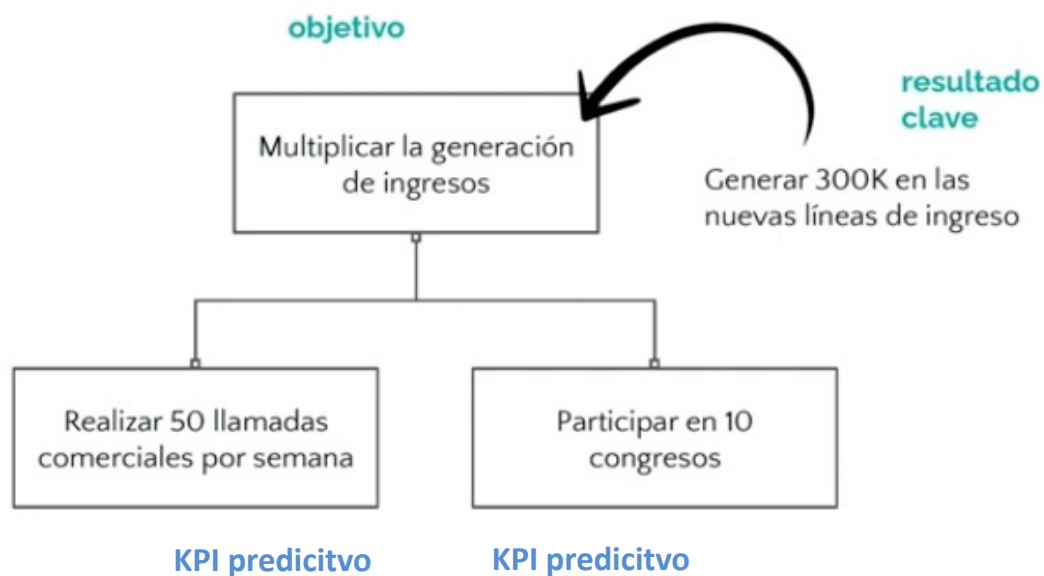 objetivo
resultado
clave
Multiplicar la generación
de ingresos
Generar 300K en las
nuevas líneas de ingreso
Realizar 50 llamadas
comerciales por semana
Participar en 10
congresos
KPI predicitvo
KPI predicitvo